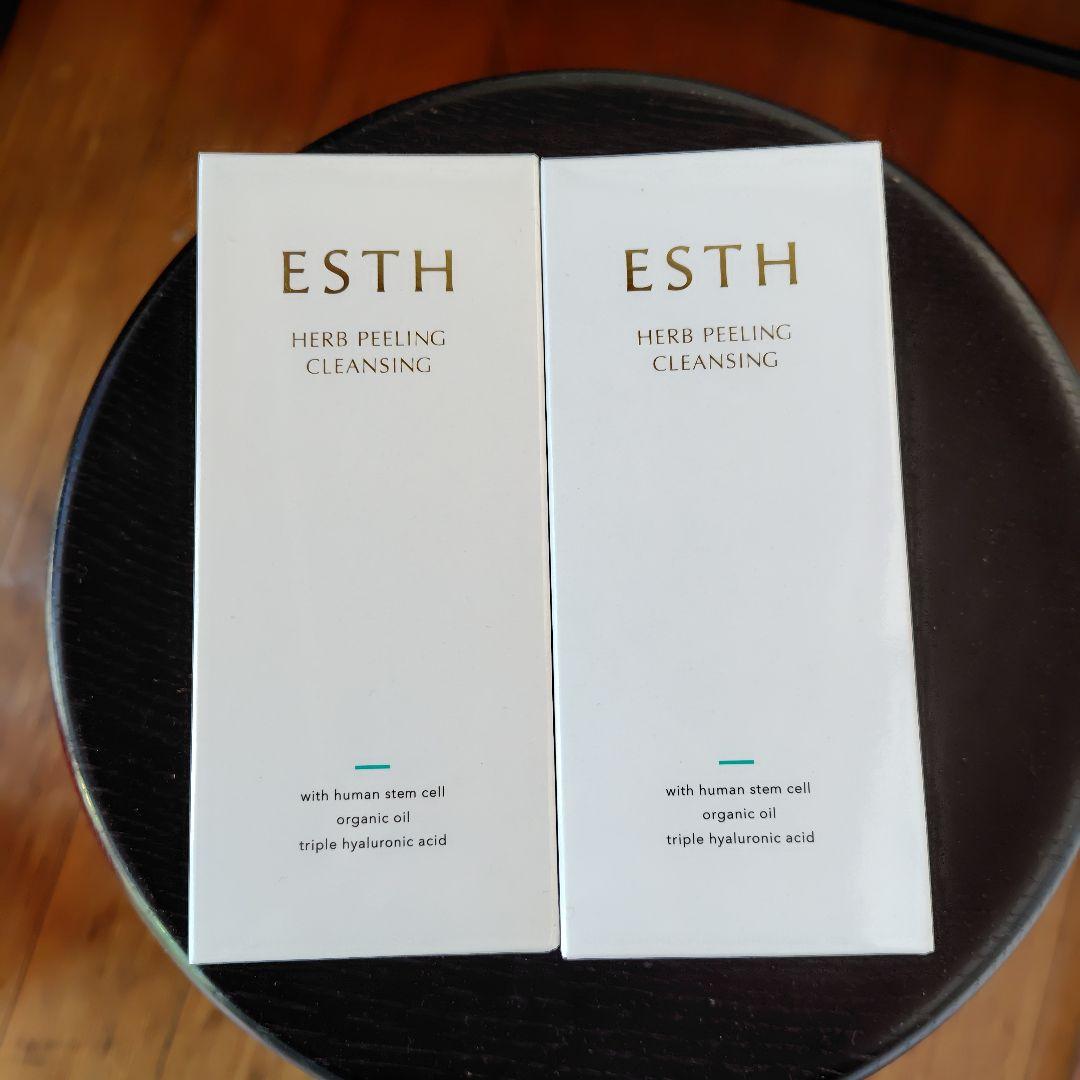 ESTH
HERB PEELING
CLEANSING
with human stem cell
organic oil
triple hyaluronic acid
ESTH
HERB PEELING
CLEANSING
with human stem cell
organic oil
triple hyaluronic acid